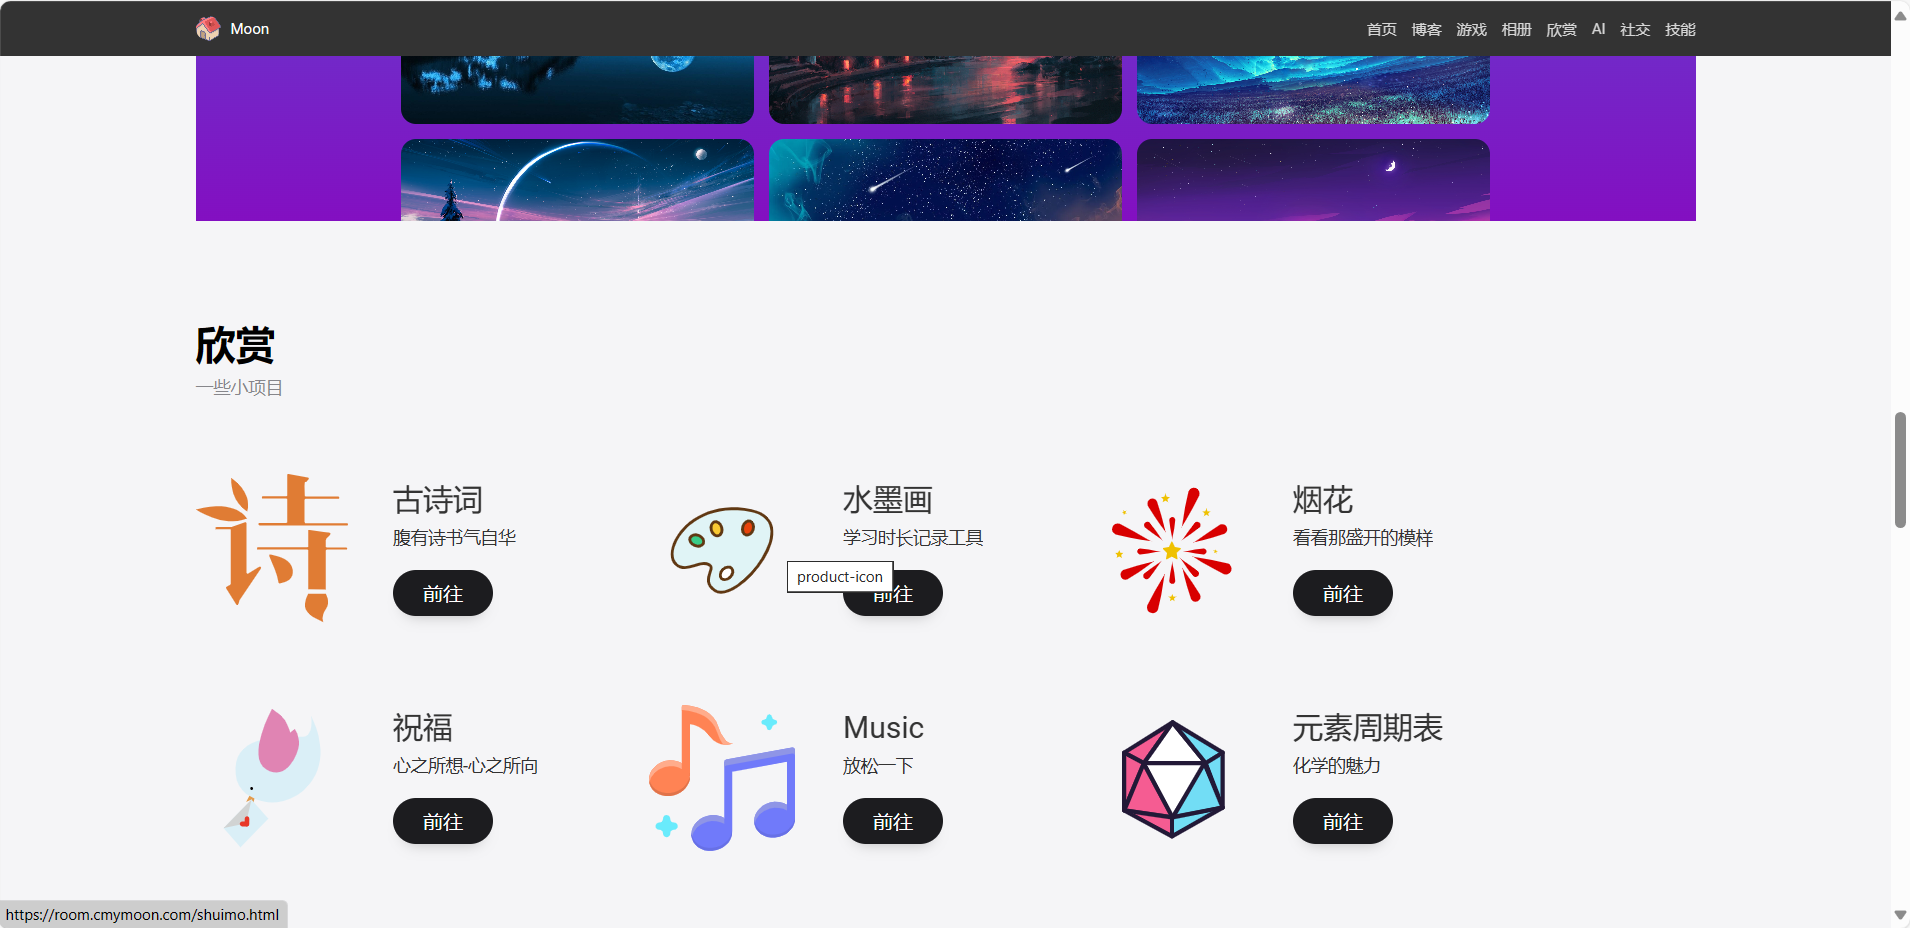 Moon
首页 博客 游戏 相册 欣赏 AI 社交 技能
欣赏
一些小项目
诗
古诗词
腹有诗书气自华
前往
水墨画
学习时长记录工具
product-icon
前往
烟花
看看那盛开的模样
前往
祝福
心之所想-心之所向
前往
Music
放松一下
前往
元素周期表
化学的魅力
前往
https://room.cmymoon.com/shuimo.html